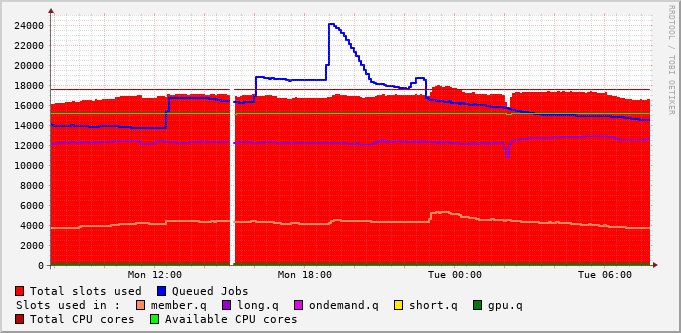 RRDTOOL / TOBI OETIKER
24000
22000
20000
18000
16000
14000
12000
10000
8000
6000
4000
2000
0
Mon 12:00 Mon 18:00 Tue 00:00 Tue 06:00
Total slots used Queued Jobs
Slots used in : member.q long.q ondemand.q short.q gpu.q
Total CPU cores Available CPU cores